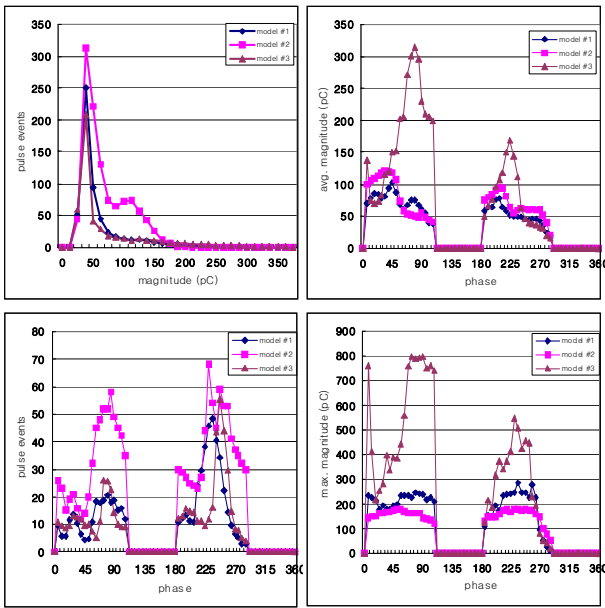 350
300
250
200
150
100
50
0
pulse events
model #1
model #2
model #3
0 50 100 150 200 250 300 350
magnitude (pC)
350
300
250
200
150
100
50
0
avg. magnitude (pC)
model #1
model #2
model #3
0 45 90 135 180 225 270 315 360
phase
80
70
60
50
40
30
20
10
0
pulse events
model #1
model #2
model #3
0 45 90 135 180 225 270 315 360
phase
900
800
700
600
500
400
300
200
100
0
max. magnitude (pC)
model #1
model #2
model #3
0 45 90 135 180 225 270 315 360
phase